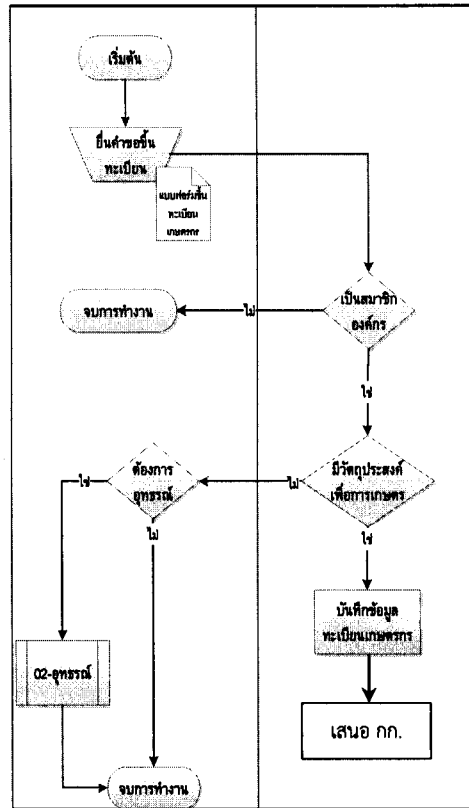 เริ่มต้น
ยื่นคำขอขึ้น
ทะเบียน
แบบฟอร์มขึ้น
ทะเบียน
เกษตรกร
เป็นสมาชิก
องค์กร
ไม่
จบการทำงาน
ใช่
มีวัตถุประสงค์
เพื่อการเกษตร
ไม่
ต้องการ
อุทธรณ์
ใช่
ไม่
ใช่
บันทึกข้อมูล
ทะเบียนเกษตรกร
02-อุทธรณ์
เสนอ กก.
จบการทำงาน